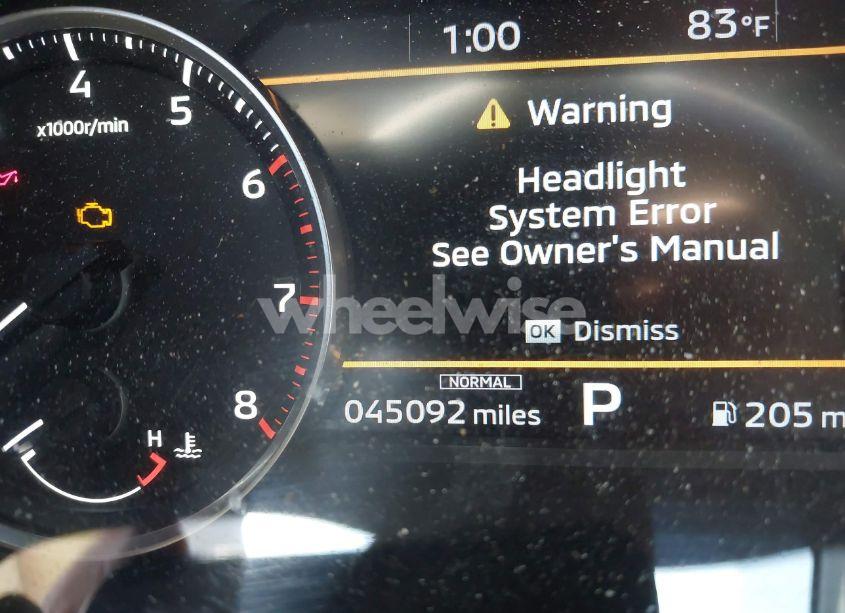 1:00 83°F
4
5
x1000r/min
6
7
8
H
Warning
Headlight
System Error
See Owner's Manual
wheelwise
OK Dismiss
NORMAL
045092 miles P 205 m